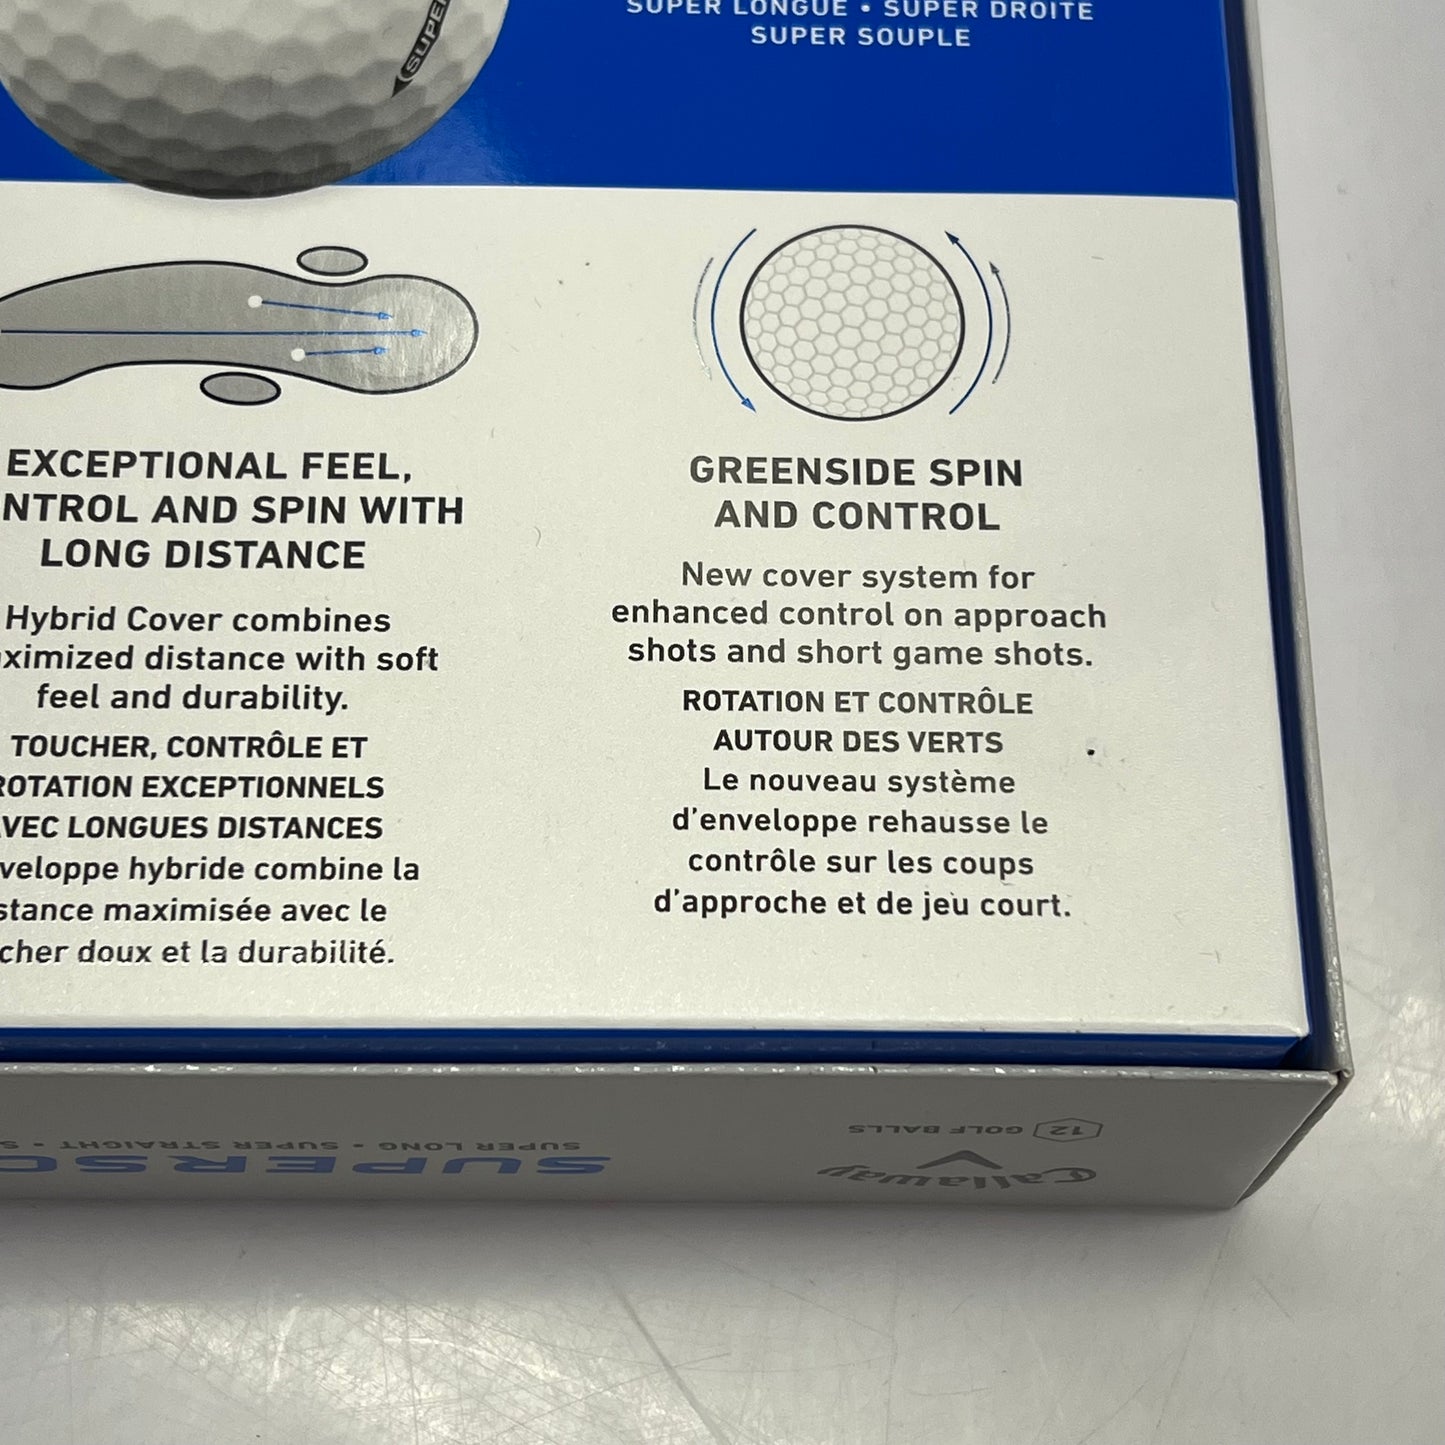 SUPER
SUPER LONGUE • SUPER DROITE
SUPER SOUPLE
EXCEPTIONAL FEEL,
NTROL AND SPIN WITH
LONG DISTANCE
Hybrid Cover combines
ximized distance with soft
feel and durability.
TOUCHER, CONTRÔLE ET
ROTATION EXCEPTIONNELS
AVEC LONGUES DISTANCES
veloppe hybride combine la
stance maximisée avec le
cher doux et la durabilité.
GREENSIDE SPIN
AND CONTROL
New cover system for
enhanced control on approach
shots and short game shots.
ROTATION ET CONTRÔLE
AUTOUR DES VERTS
Le nouveau système
d'enveloppe rehausse le
contrôle sur les coups
d'approche et de jeu court.
Callaway
12 GOLF BALLS
SUPERSO
SUPER LONG • SUPER STRAIGHT • S